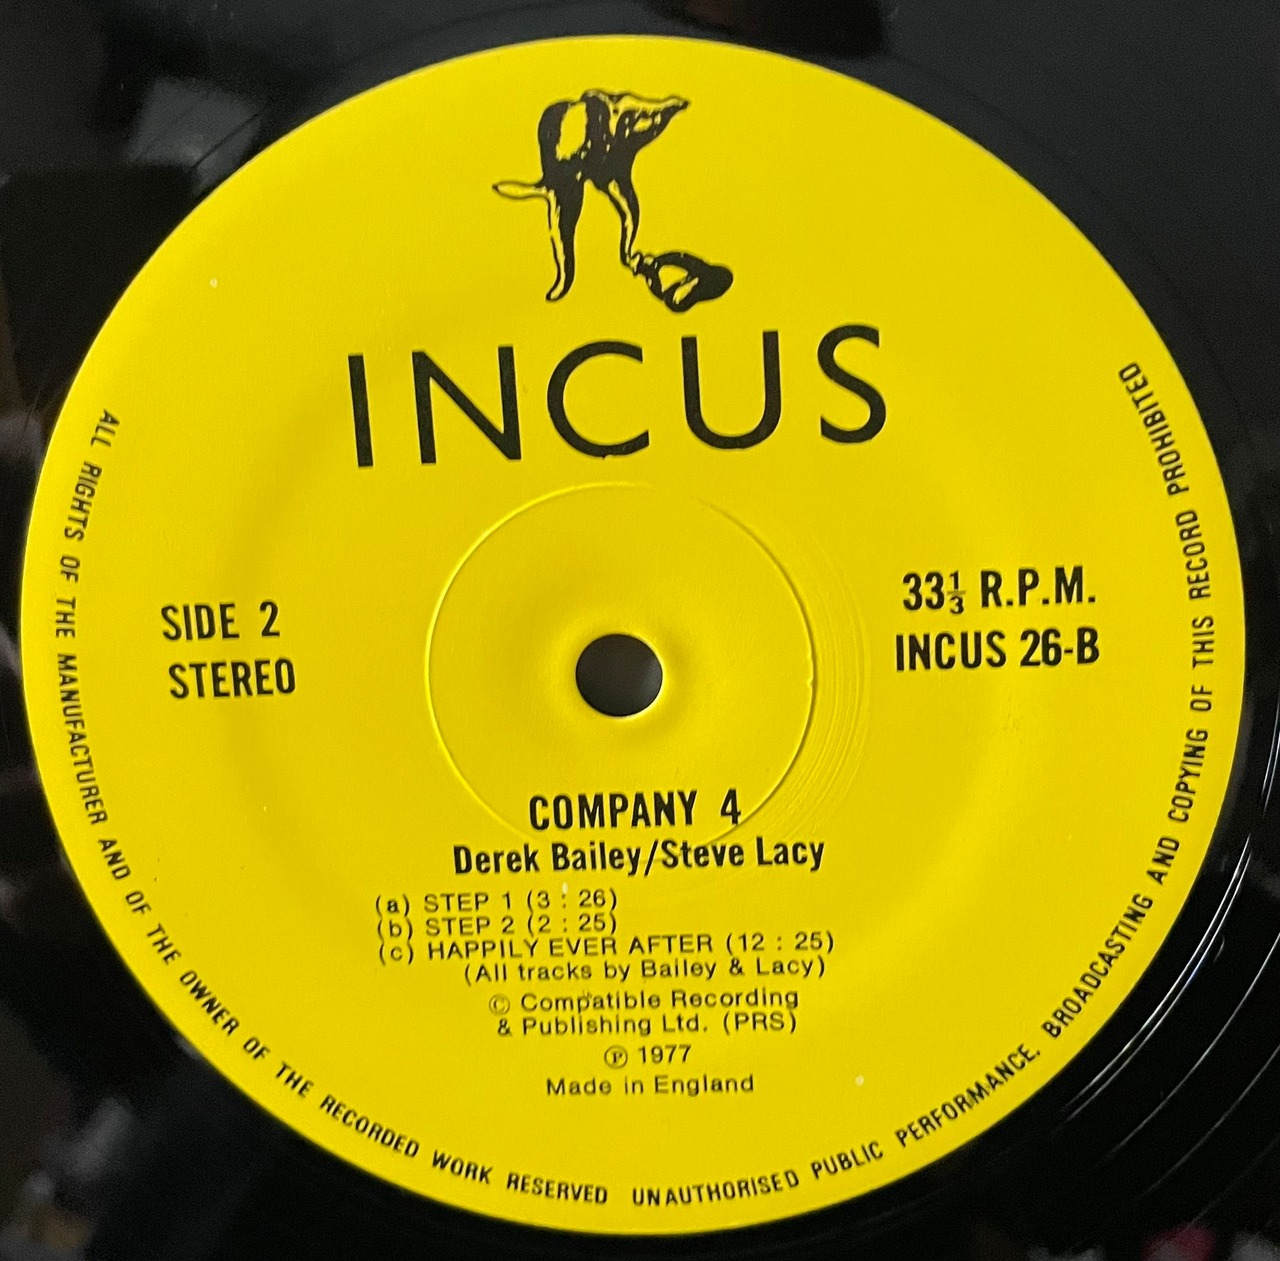 INCUS
SIDE 2
STEREO
33⅓ R.P.M.
INCUS 26-B
COMPANY 4
Derek Bailey/Steve Lacy
(a) STEP 1 (3 : 26)
(b) STEP 2 (2 : 25)
(c) HAPPILY EVER AFTER (12 : 25)
(All tracks by Bailey & Lacy)
© Compatible Recording
& Publishing Ltd. (PRS)
℗ 1977
Made in England
ALL RIGHTS OF THE MANUFACTURER AND OF THE OWNER OF THE RECORDED WORK RESERVED UNAUTHORISED PUBLIC PERFORMANCE, BROADCASTING AND COPYING OF THIS RECORD PROHIBITED